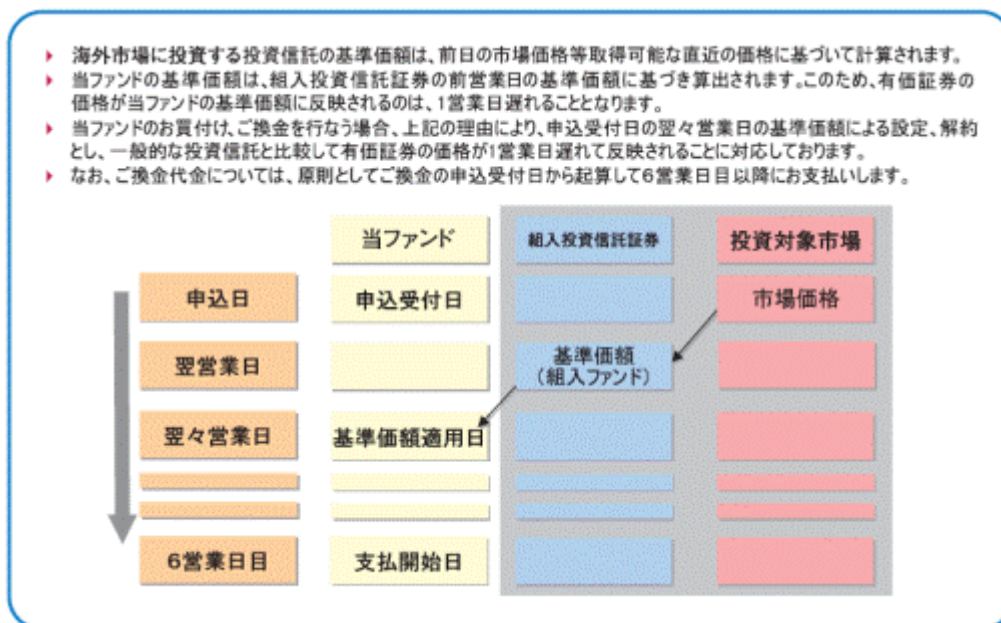 海外市場に投資する投資信託の基準価額は、前日の市場価格等取得可能な直近の価格に基づいて計算されます。
当ファンドの基準価額は、組入投資信託証券の前営業日の基準価額に基づき算出されます。このため、有価証券の
価格が当ファンドの基準価額に反映されるのは、1営業日遅れることとなります。
当ファンドのお買付け、ご換金を行なう場合、上記の理由により、申込受付日の翌々営業日の基準価額による設定、解約
とし、一般的な投資信託と比較して有価証券の価格が1営業日遅れて反映されることに対応しております。
なお、ご換金代金については、原則としてご換金の申込受付日から起算して6営業日目以降にお支払いします。
当ファンド 組入投資信託証券 投資対象市場
申込日 申込受付日 市場価格
翌営業日 基準価額
(組入ファンド)
翌々営業日 基準価額適用日
6営業日目 支払開始日